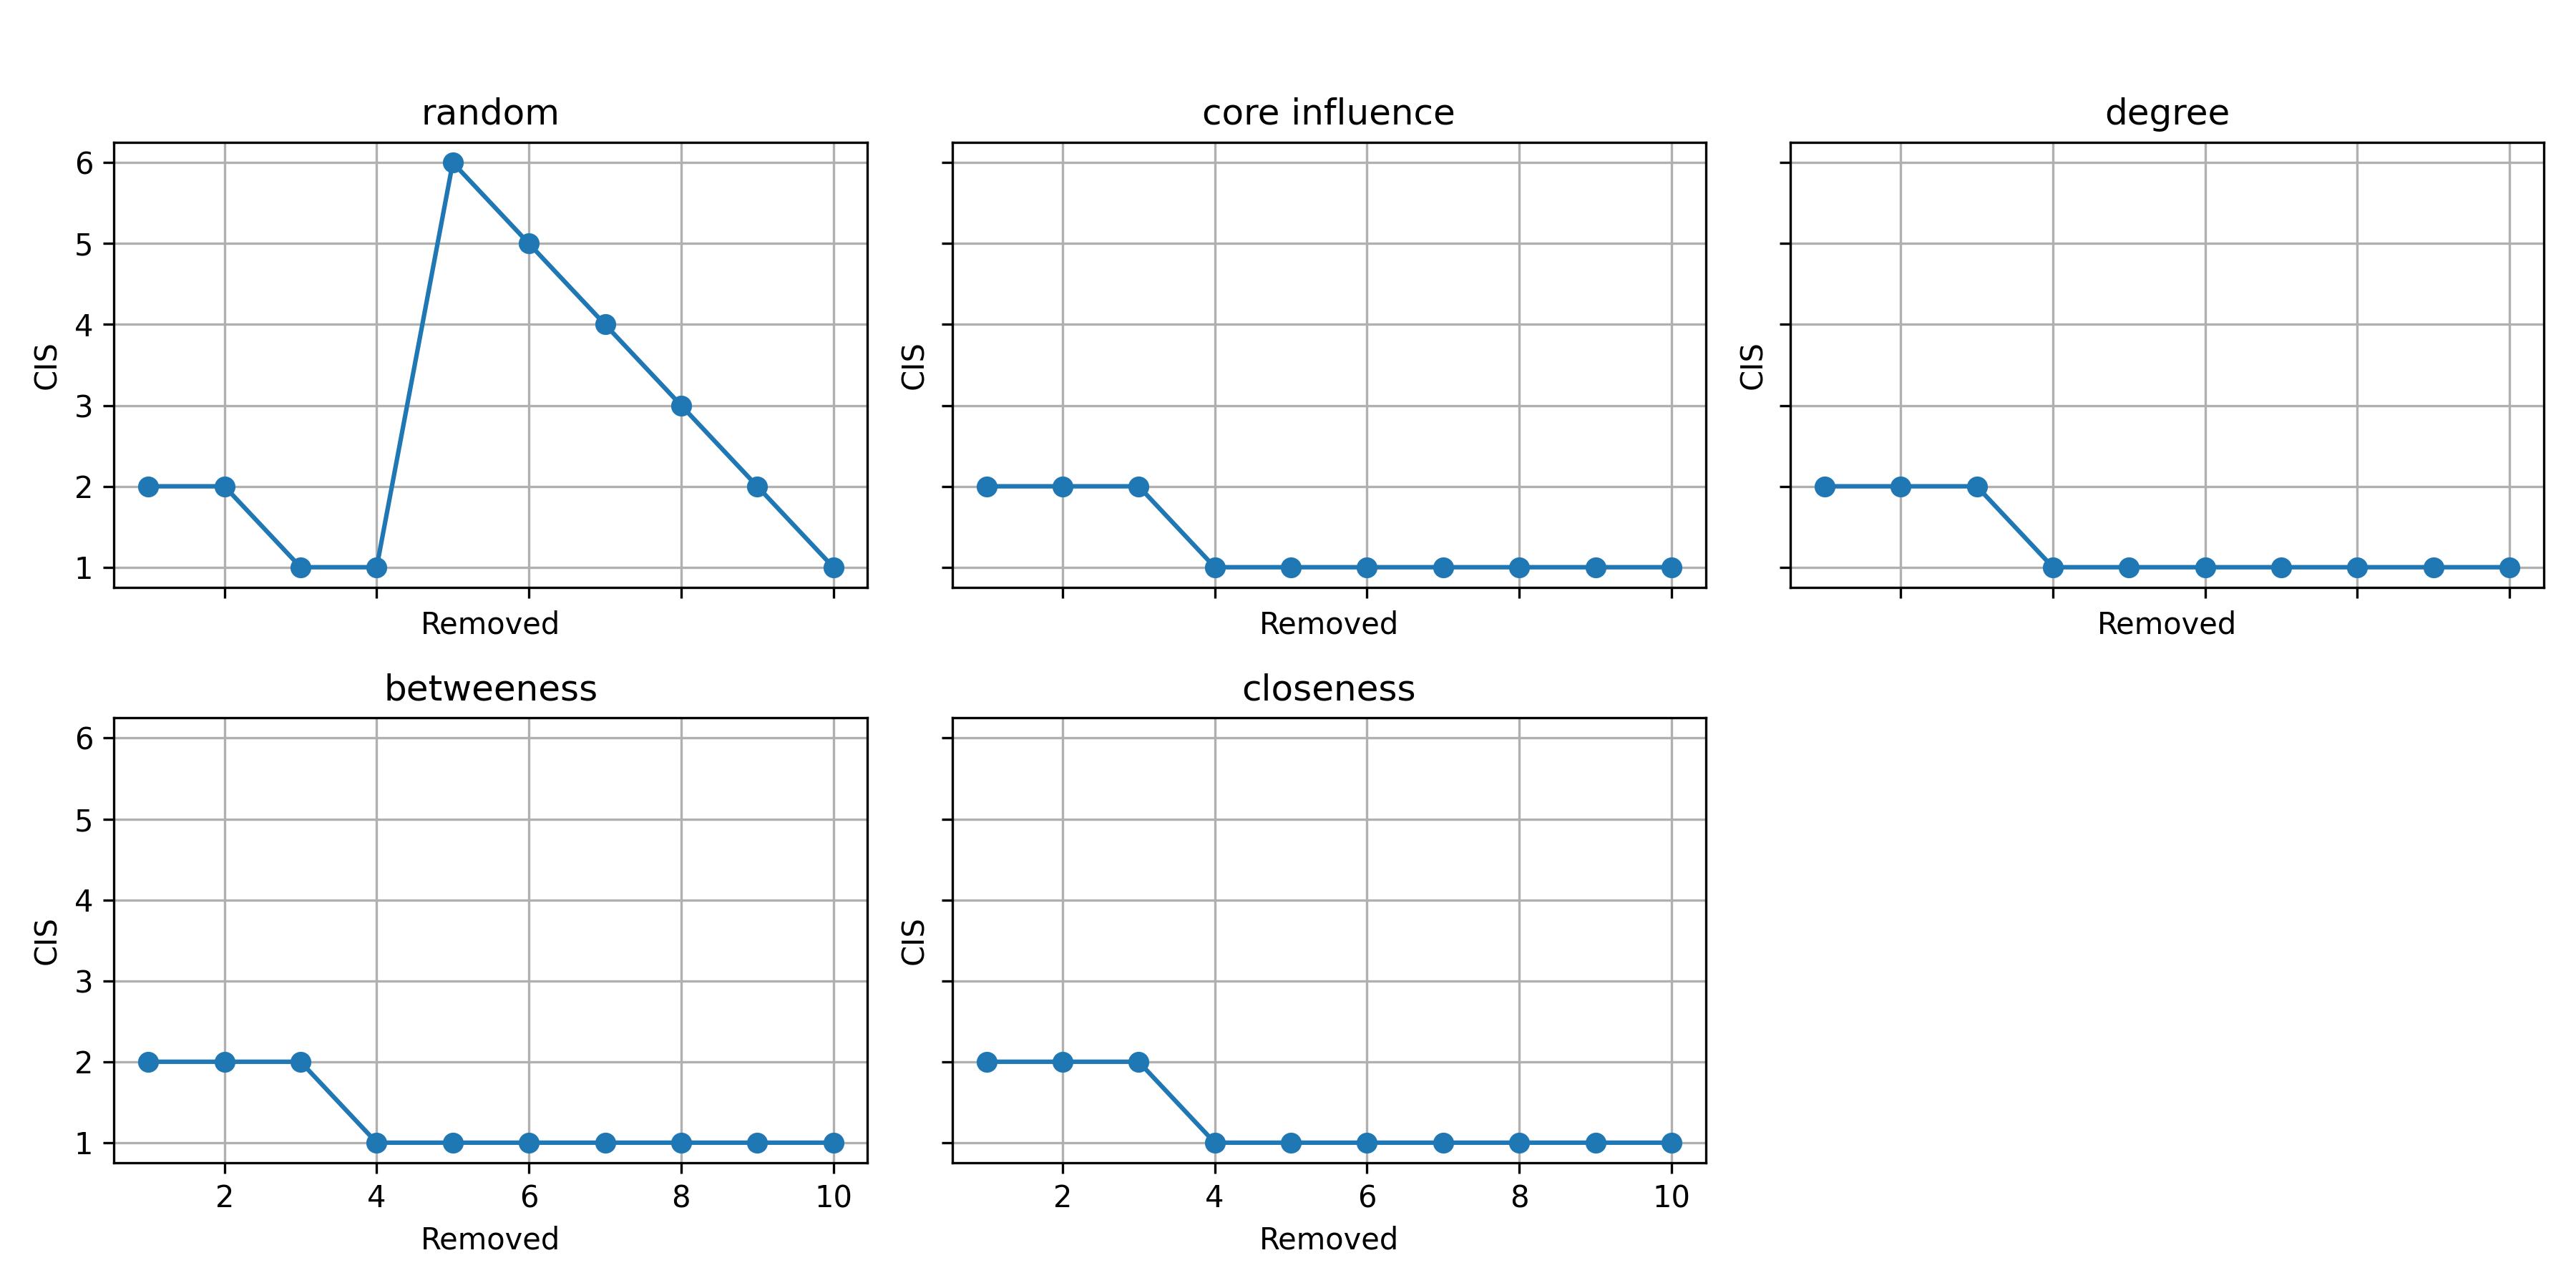 random
6
5
4
3
2
1
CIS
Removed
core influence
CIS
Removed
degree
CIS
Removed
betweeness
6
5
4
3
2
1
CIS
2 4 6 8 10
Removed
closeness
CIS
2 4 6 8 10
Removed